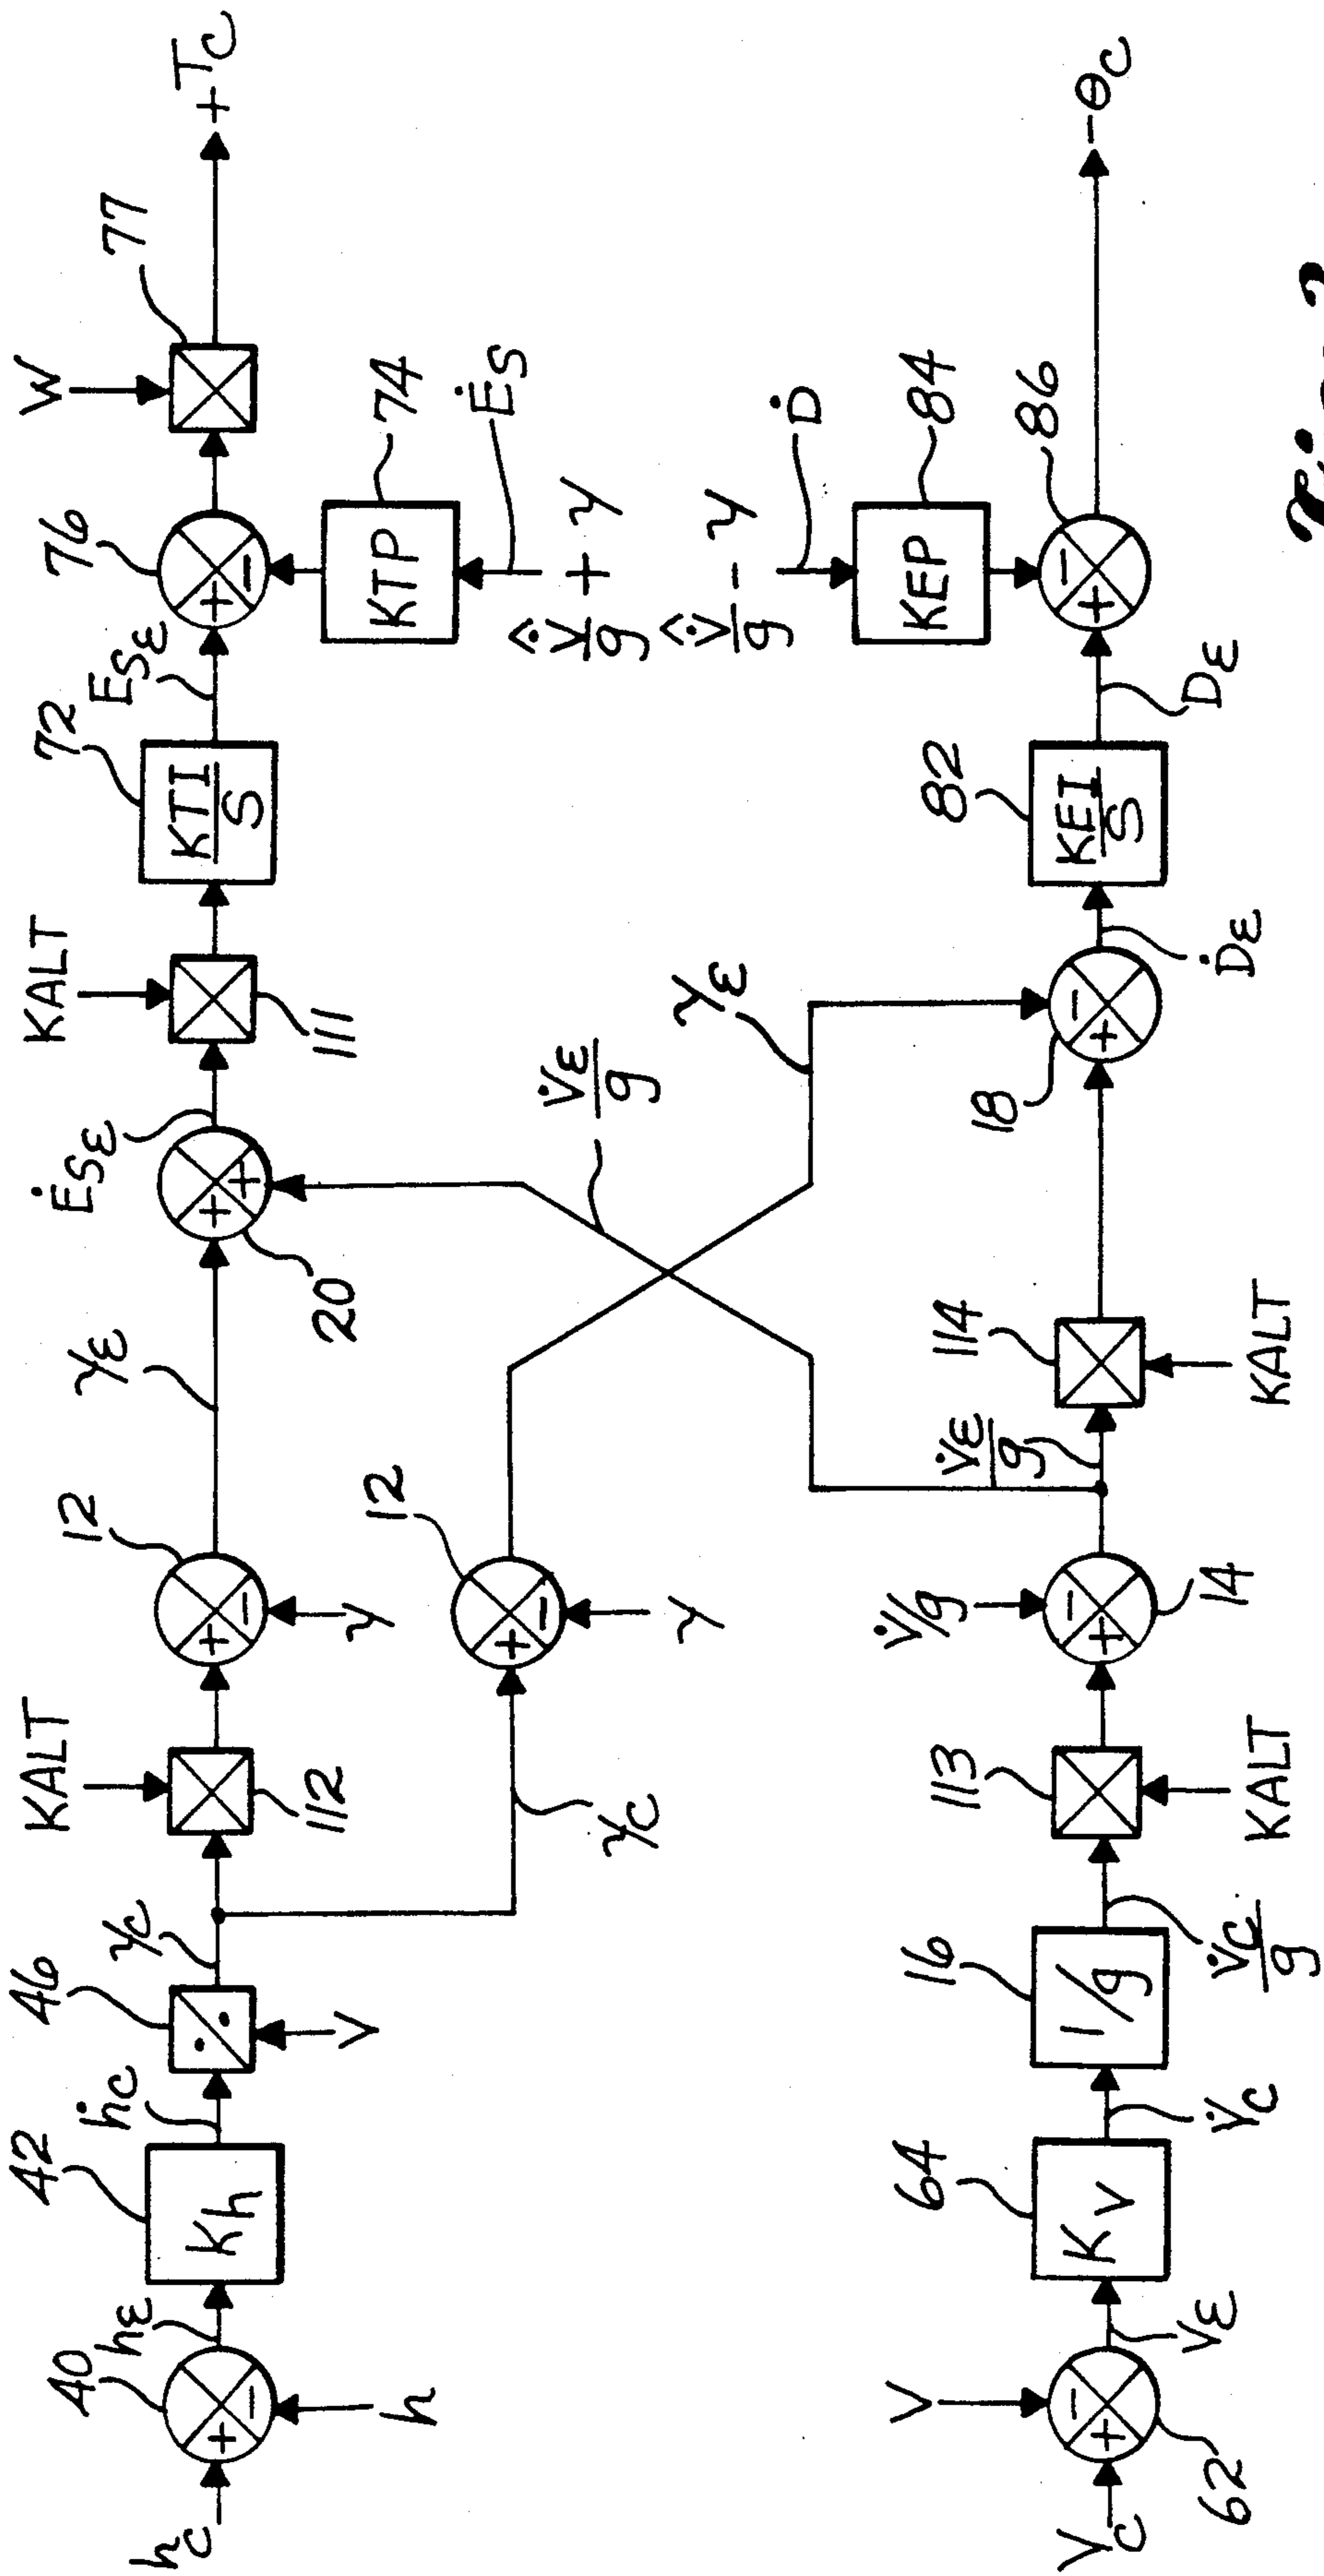 hc
+
−
h
40
hε
Kh
42
ḣc
÷
46
V
γc
KALT
112
+
−
γ
12
γε
+
+
20
Ėsε
KALT
111
KTI/S
72
Esε
+
−
76
W
77
+Tc
KTP
74
Ės
V̂̇/g + γ
γc
+
−
γ
12
V̇ε/g
γε
V̂̇/g - γ
Ḋ
KEP
84
Vc
+
−
V
62
Vε
Kv
64
V̇c
1/g
16
V̇c/g
113
KALT
+
−
V̇/g
14
V̇ε/g
114
KALT
+
−
18
Ḋε
KEI/S
82
Dε
+
−
86
-θc